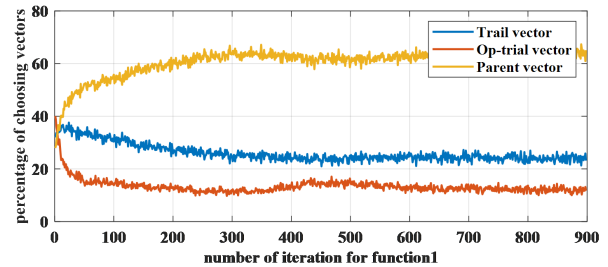 percentage of choosing vectors
80
60
40
20
0
Trail vector
Op-trial vector
Parent vector
0 100 200 300 400 500 600 700 800 900
number of iteration for function1